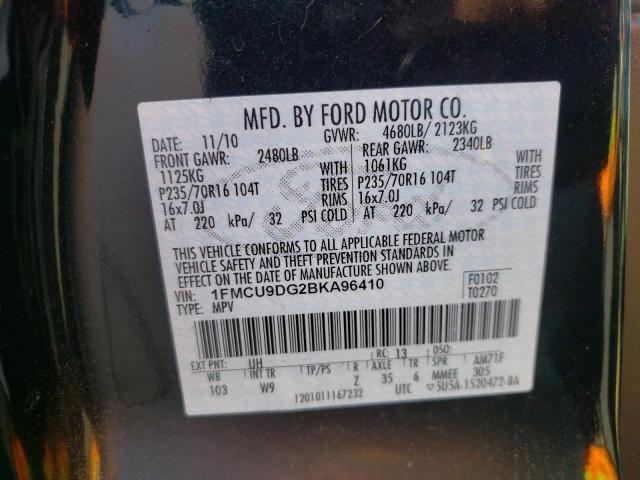 MFD. BY FORD MOTOR CO.
DATE: 11/10 GVWR: 4680LB/ 2123KG
FRONT GAWR: 2480LB REAR GAWR: 2340LB
1125KG WITH 1061KG WITH
P235/70R16 104T TIRES P235/70R16 104T TIRES
16x7.0J RIMS 16x7.0J RIMS
AT 220 kPa/ 32 PSI COLD AT 220 kPa/ 32 PSI COLD
THIS VEHICLE CONFORMS TO ALL APPLICABLE FEDERAL MOTOR
VEHICLE SAFETY AND THEFT PREVENTION STANDARDS IN
EFFECT ON THE DATE OF MANUFACTURE SHOWN ABOVE.
VIN: 1FMCU9DG2BKA96410 F0102
TYPE: MPV T0270
EXT PNT: UH RC: 13 DSO:
WB INT TR TP/PS R AXLE TR SPR AM71E
103 W9 Z 35 6 MMEE 305
1201011167232 UTC ▽5U5A-1520472-BA